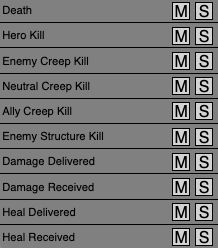 Death M S
Hero Kill M S
Enemy Creep Kill M S
Neutral Creep Kill M S
Ally Creep Kill M S
Enemy Structure Kill M S
Damage Delivered M S
Damage Received M S
Heal Delivered M S
Heal Received M S